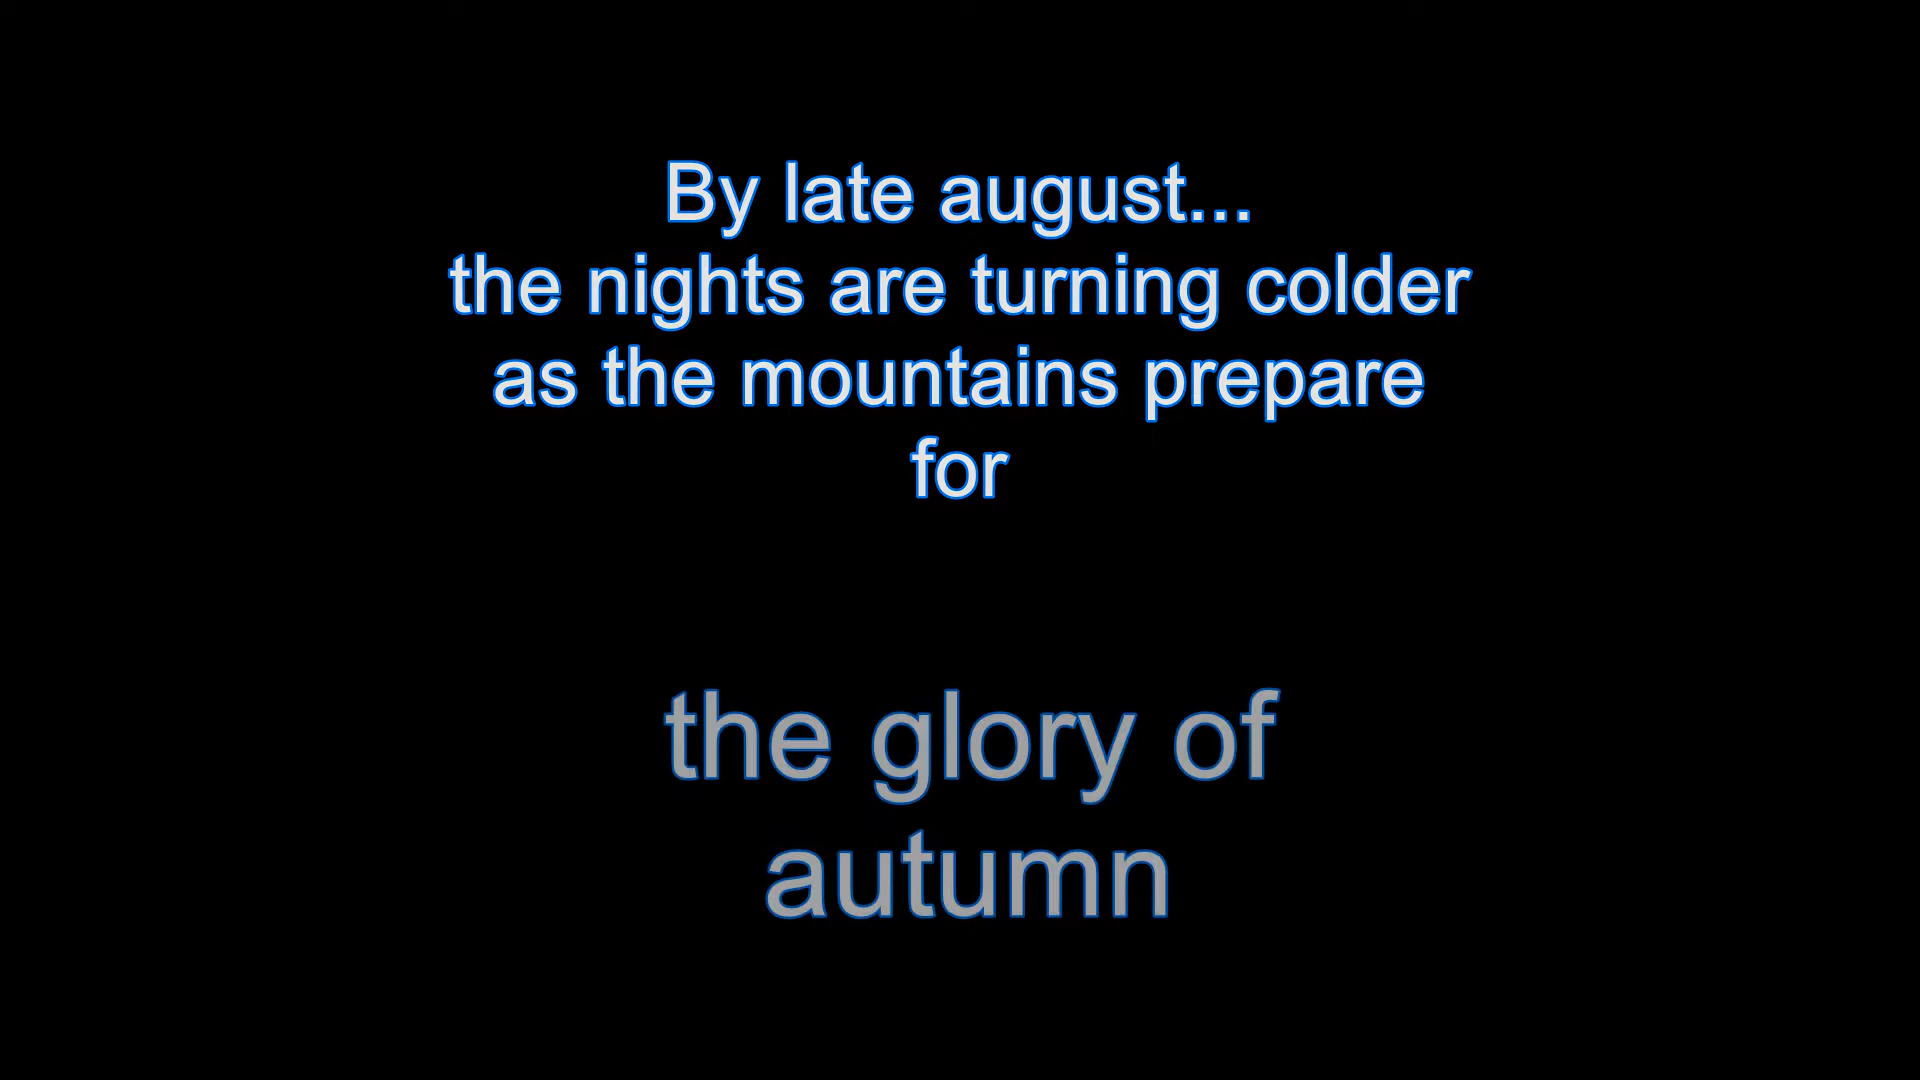 By late august...
the nights are turning colder
as the mountains prepare
for
the glory of
autumn